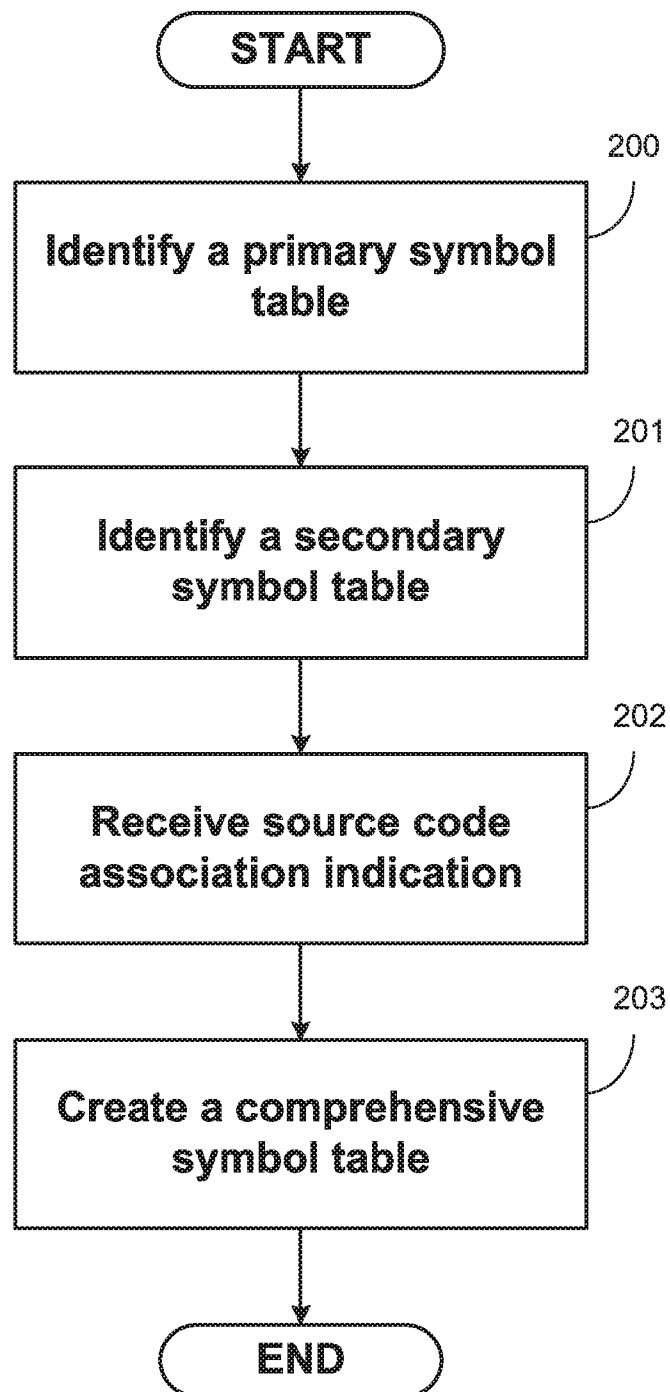 START
200
Identify a primary symbol
table
201
Identify a secondary
symbol table
202
Receive source code
association indication
203
Create a comprehensive
symbol table
END